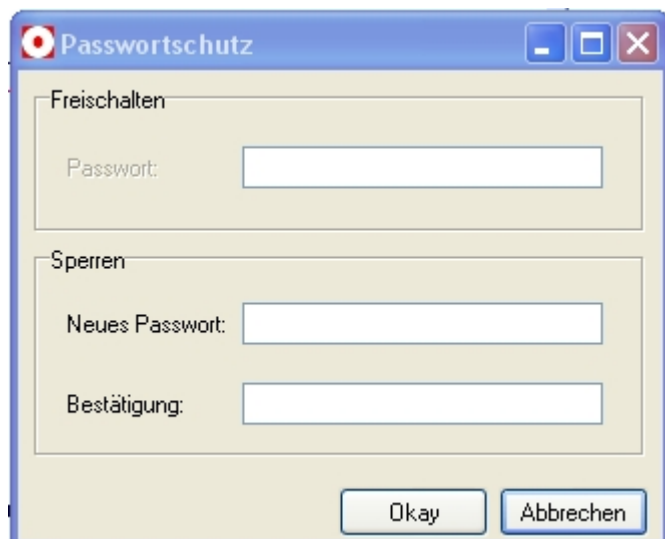 Passwortschutz
Freischalten
Passwort:
Sperren
Neues Passwort:
Bestätigung:
Okay Abbrechen